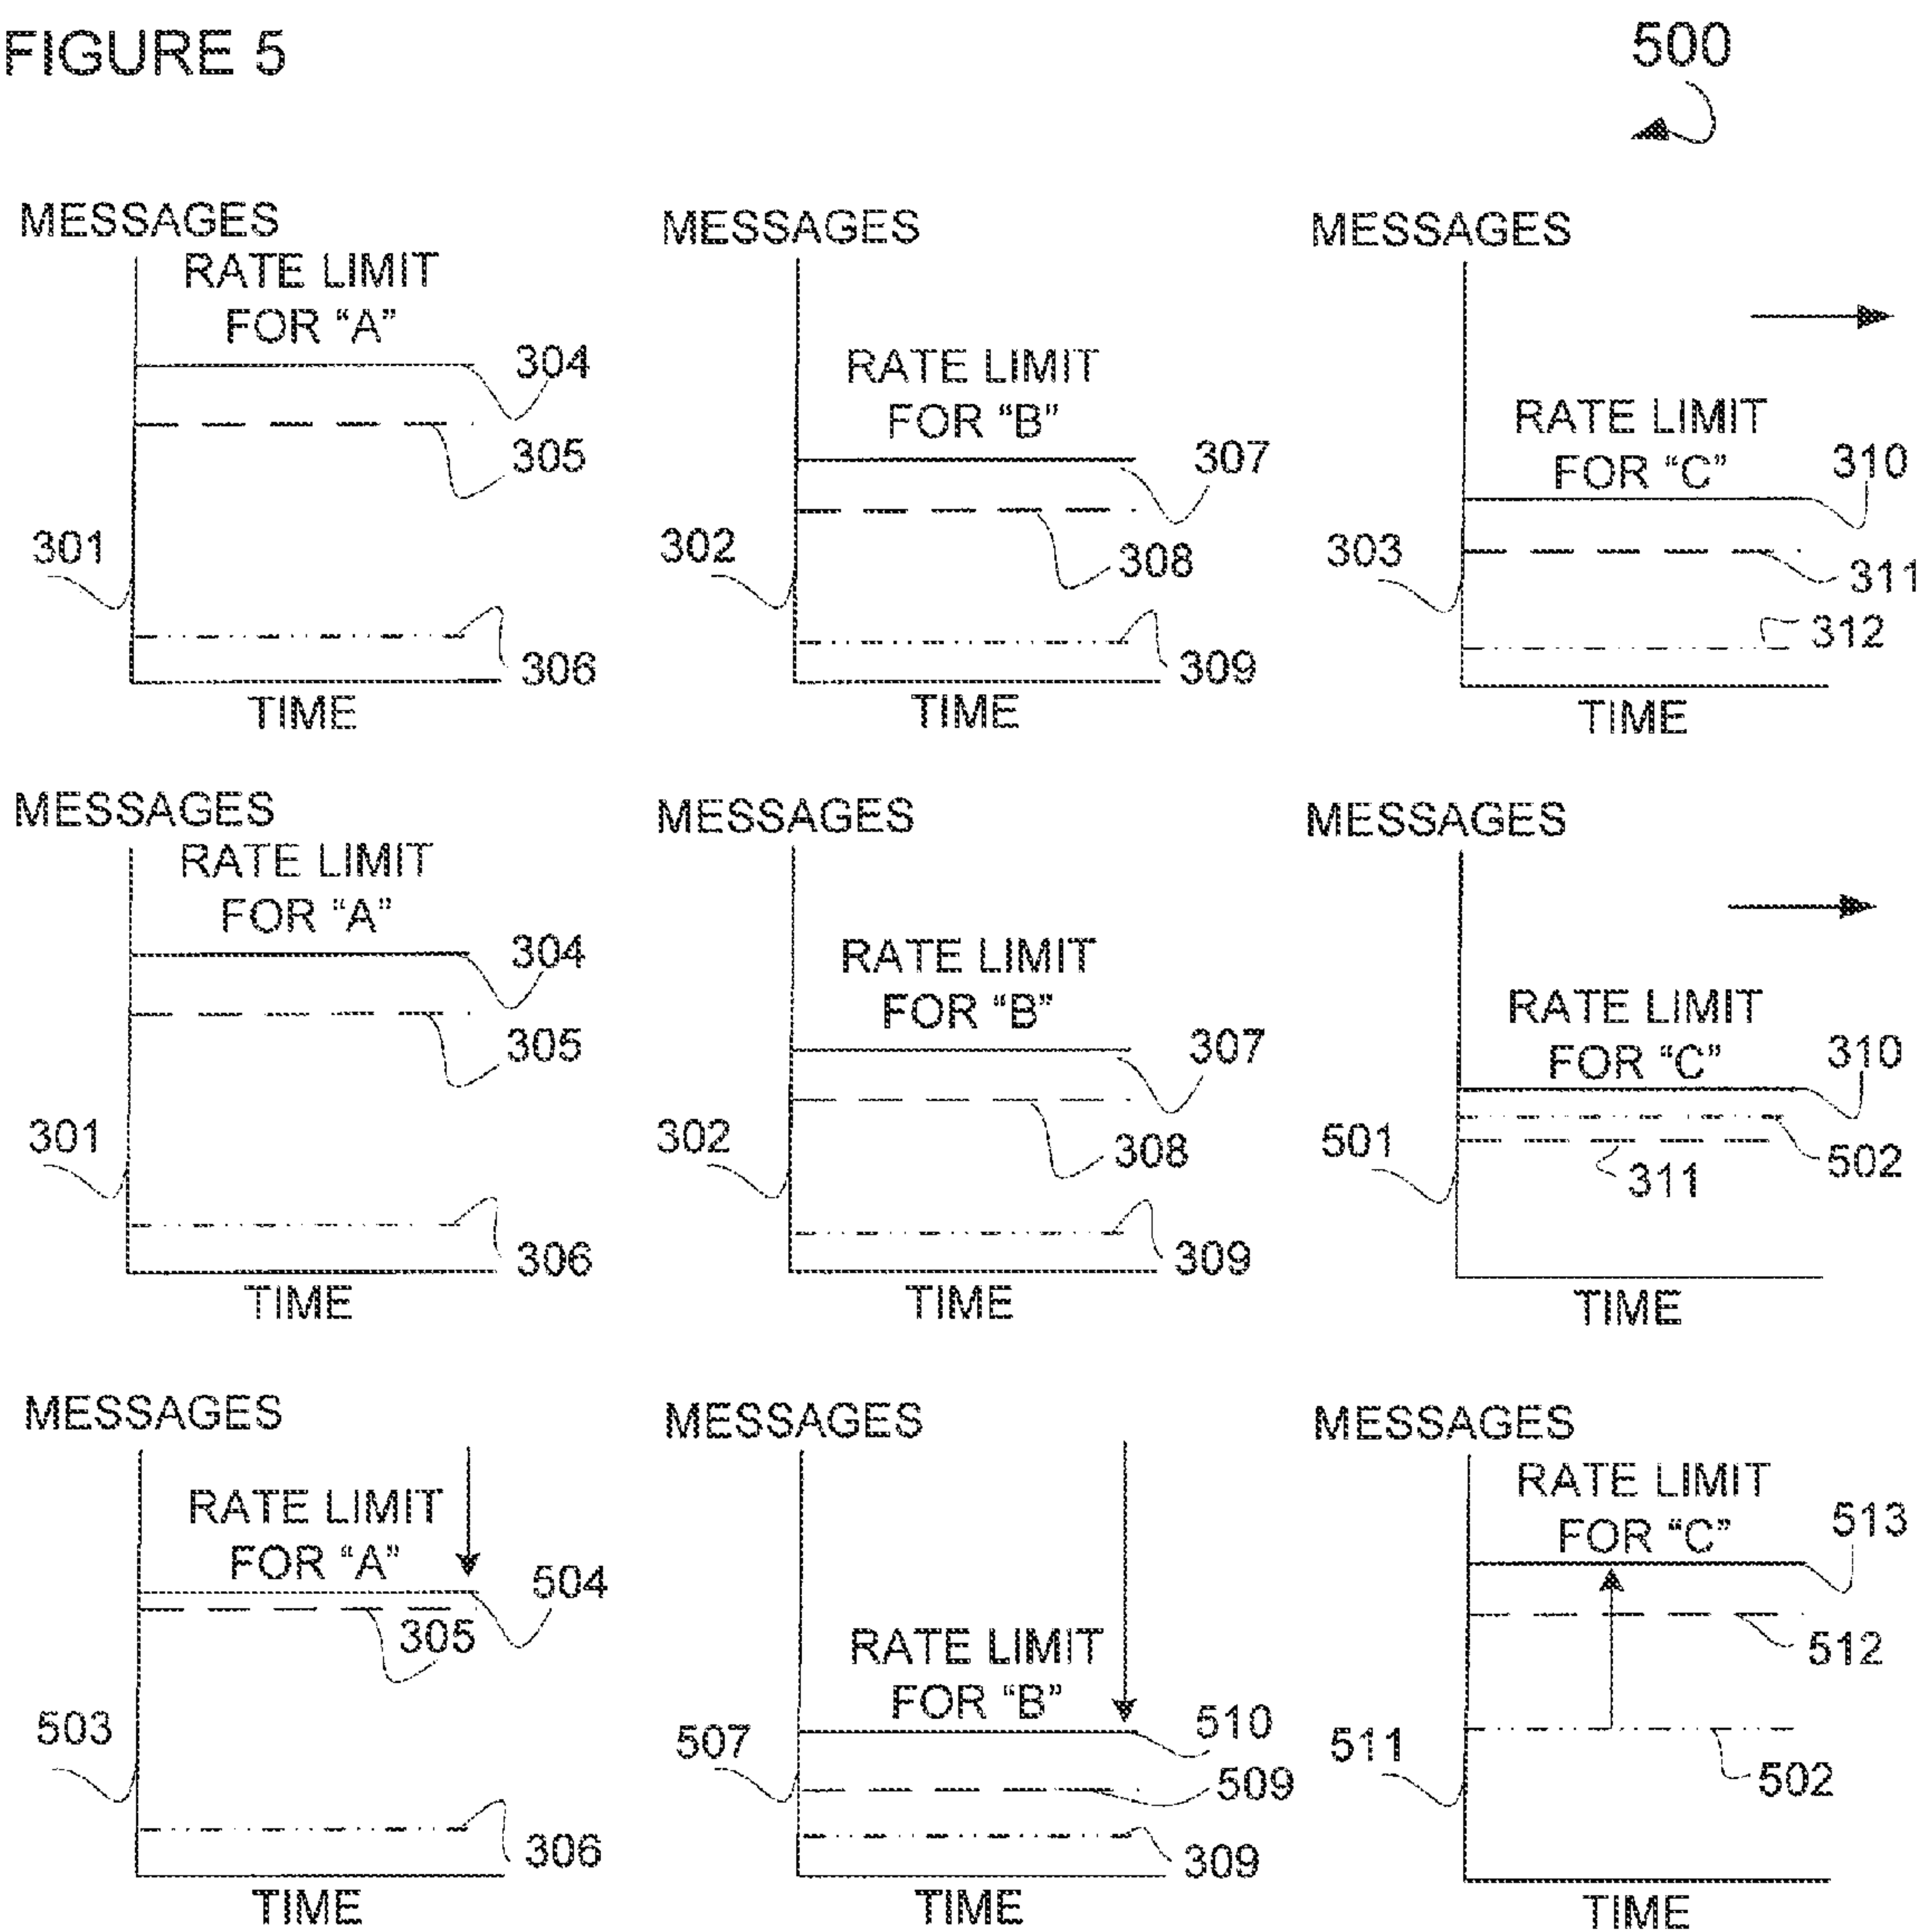 FIGURE 5
500
MESSAGES
RATE LIMIT
FOR “A”
304
305
301
306
TIME
MESSAGES
RATE LIMIT
FOR “B”
307
308
302
309
TIME
MESSAGES
RATE LIMIT
FOR “C”
310
311
303
312
TIME
MESSAGES
RATE LIMIT
FOR “A”
304
305
301
306
TIME
MESSAGES
RATE LIMIT
FOR “B”
307
308
302
309
TIME
MESSAGES
RATE LIMIT
FOR “C”
310
502
501
311
TIME
MESSAGES
RATE LIMIT
FOR “A”
504
305
503
306
TIME
MESSAGES
RATE LIMIT
FOR “B”
510
507
509
309
TIME
MESSAGES
RATE LIMIT
FOR “C”
513
512
511
502
TIME